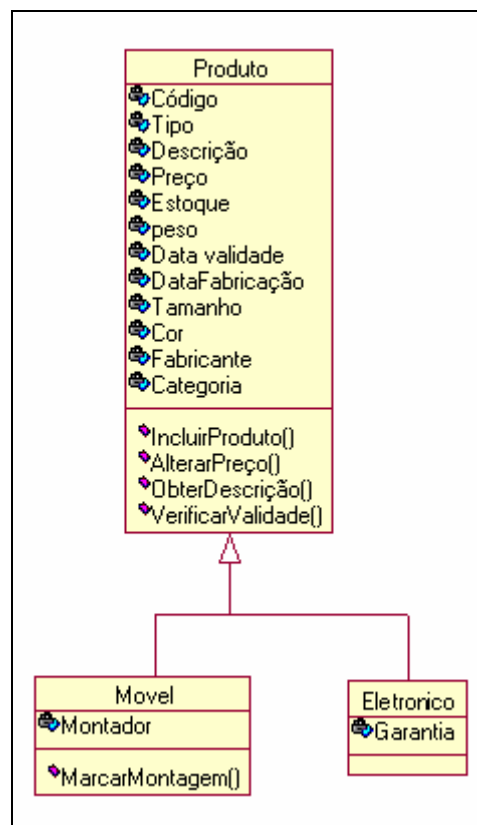 Produto
Código
Tipo
Descrição
Preço
Estoque
peso
Data validade
DataFabricação
Tamanho
Cor
Fabricante
Categoria
IncluirProduto()
AlterarPreço()
ObterDescrição()
VerificarValidade()
Movel
Montador
MarcarMontagem()
Eletronico
Garantia